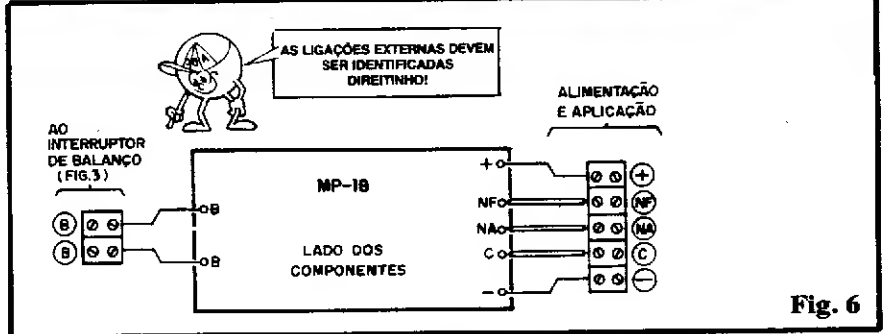 AS LIGAÇÕES EXTERNAS DEVEM
SER IDENTIFICADAS
DIREITINHO!
ALIMENTAÇÃO
E APLICAÇÃO
AO
INTERRUPTOR
DE BALANÇO
(FIG.3)
B
B
B
B
MP-18
LADO DOS
COMPONENTES
+
NF
NA
C
-
+
NF
NA
C
-
Fig. 6